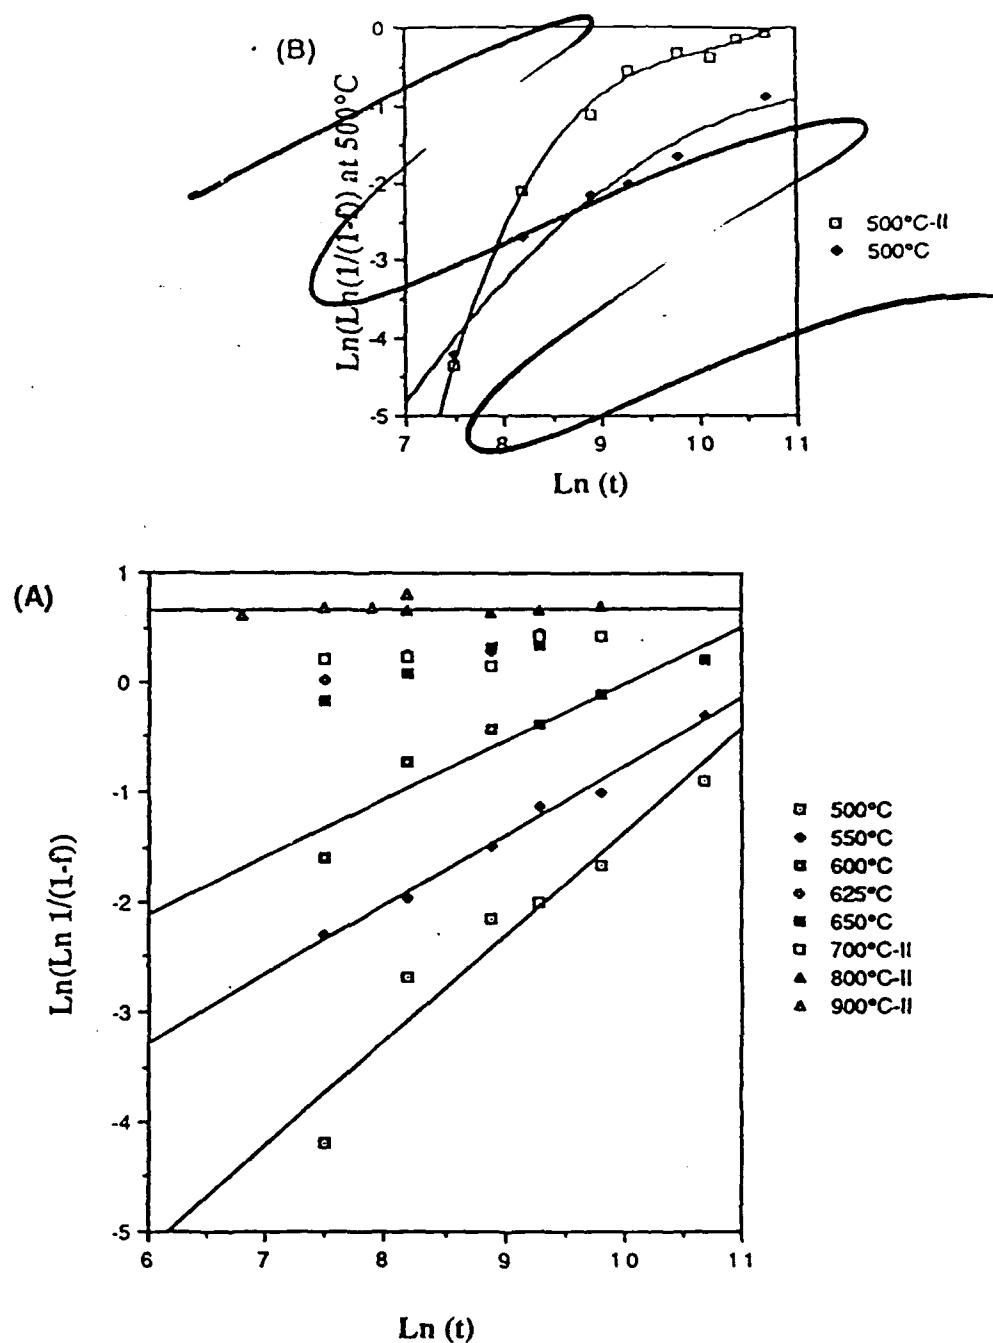 (B)
Ln(Ln(1/(1-f)) at 500°C
0
-1
-2
-3
-4
-5
7 8 9 10 11
Ln (t)
500°C-II
500°C
(A)
Ln(Ln 1/(1-f))
1
0
-1
-2
-3
-4
-5
6 7 8 9 10 11
Ln (t)
500°C
550°C
600°C
625°C
650°C
700°C-II
800°C-II
900°C-II